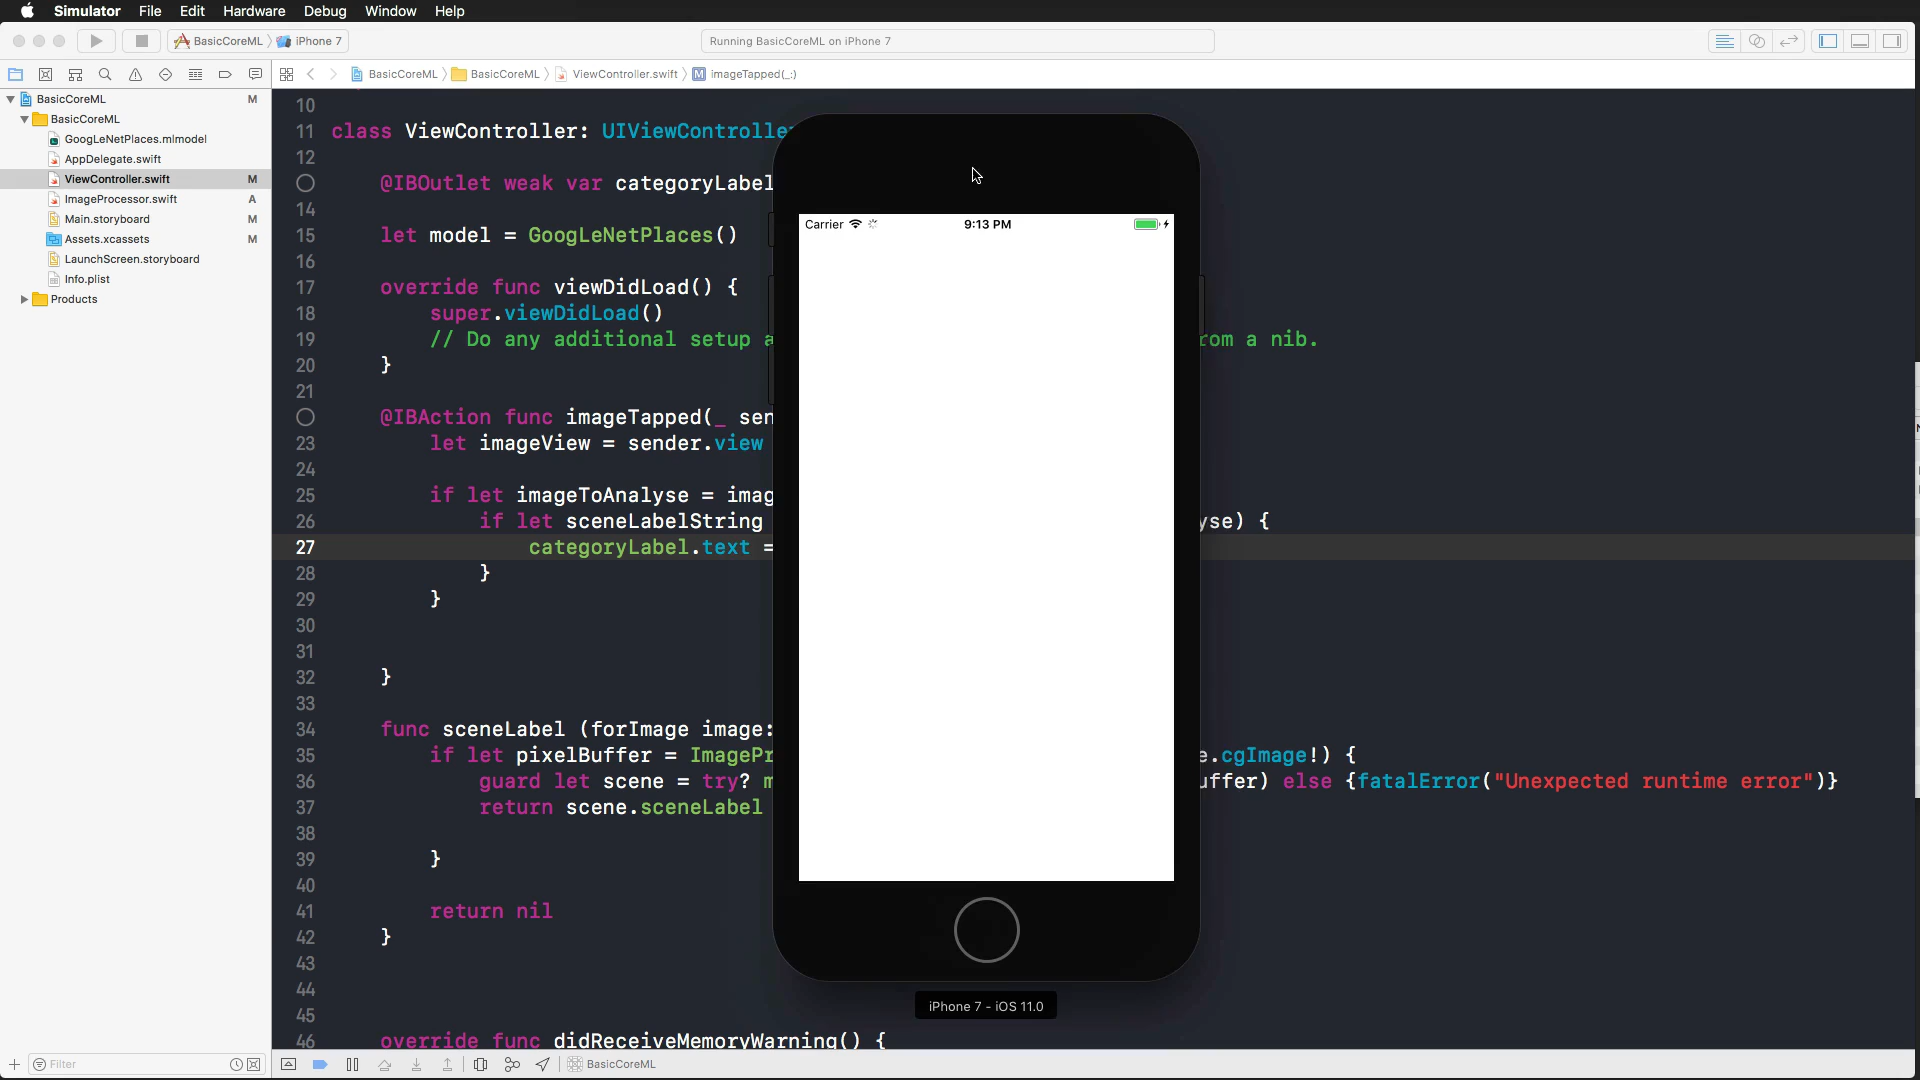 Simulator File Edit Hardware Debug Window Help
BasicCoreML iPhone 7
Running BasicCoreML on iPhone 7
BasicCoreML BasicCoreML ViewController.swift M imageTapped(_:)
BasicCoreML M
BasicCoreML
GoogLeNetPlaces.mlmodel
AppDelegate.swift
ViewController.swift M
ImageProcessor.swift A
Main.storyboard M
Assets.xcassets M
LaunchScreen.storyboard
Info.plist
Products
Filter
10
11 class ViewController: UIViewControlle
12
@IBOutlet weak var categoryLabel
14
15 let model = GoogLeNetPlaces()
16
17 override func viewDidLoad() {
18 super.viewDidLoad()
19 // Do any additional setup a rom a nib.
20 }
21
@IBAction func imageTapped(_ sen
23 let imageView = sender.view
24
25 if let imageToAnalyse = imag
26 if let sceneLabelString yse) {
27 categoryLabel.text =
28 }
29 }
30
31
32 }
33
34 func sceneLabel (forImage image:
35 if let pixelBuffer = ImagePr e.cgImage!) {
36 guard let scene = try? m uffer) else {fatalError("Unexpected runtime error")}
37 return scene.sceneLabel
38
39 }
40
41 return nil
42 }
43
44
45
46 override func didReceiveMemoryWarning() {
Carrier 9:13 PM
iPhone 7 - iOS 11.0
BasicCoreML